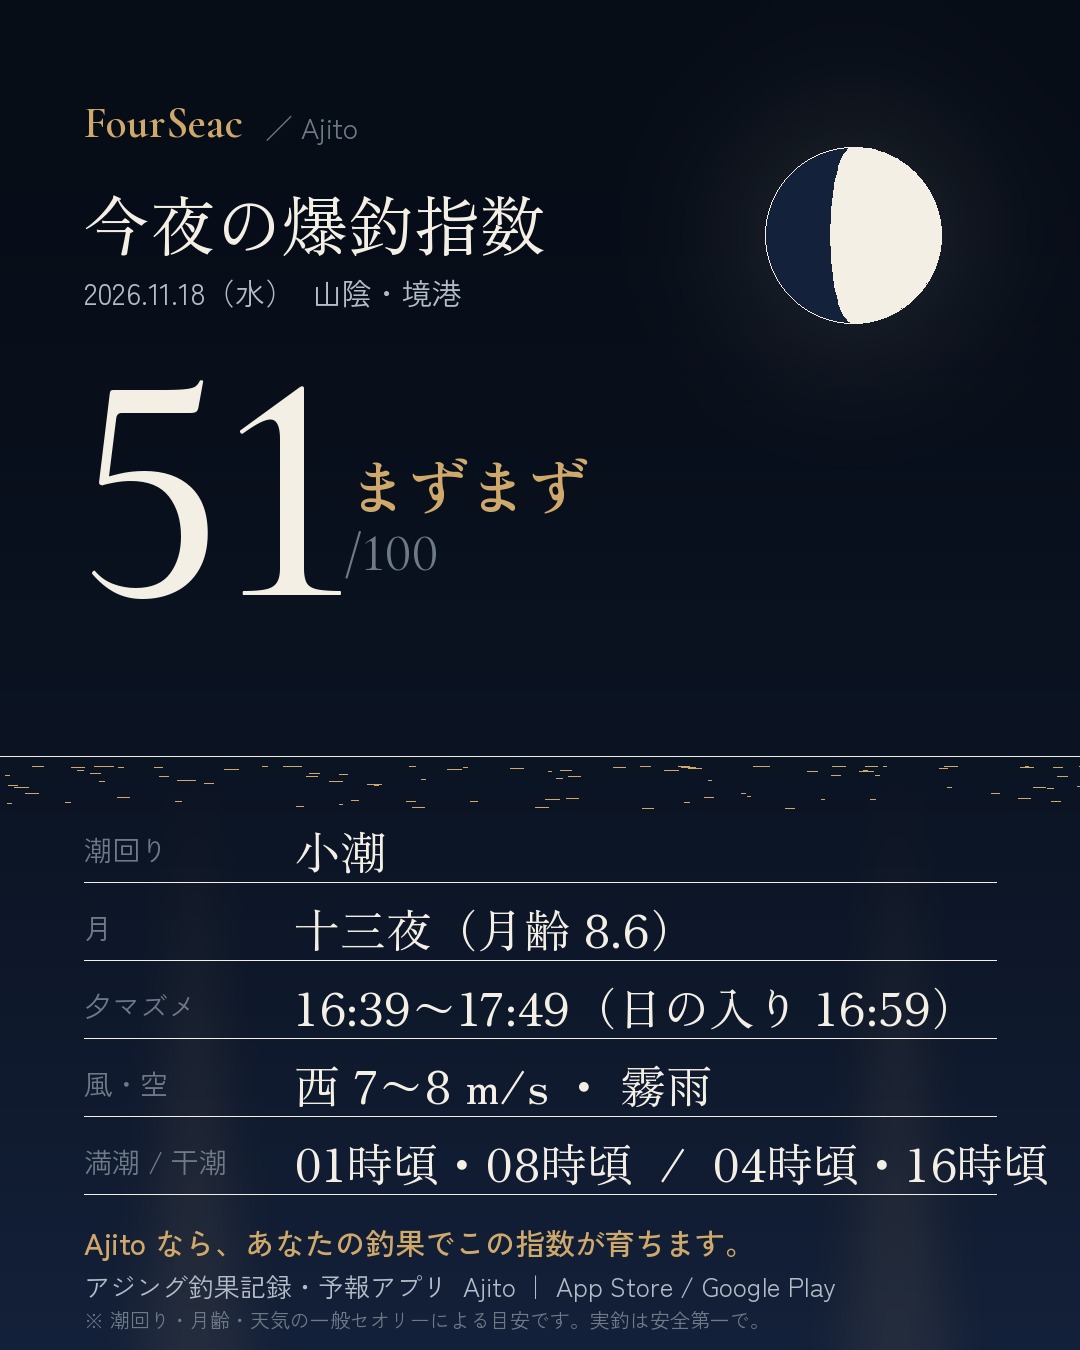 FourSeac ／ Ajito
今夜の爆釣指数
2026.11.18（水） 山陰・境港
51 まずまず
/100
潮回り 小潮
月 十三夜（月齢 8.6）
夕マズメ 16:39〜17:49（日の入り 16:59）
風・空 西 7〜8 m/s ・ 霧雨
満潮 / 干潮 01時頃・08時頃 ／ 04時頃・16時頃
Ajito なら、あなたの釣果でこの指数が育ちます。
アジング釣果記録・予報アプリ Ajito ｜ App Store / Google Play
※ 潮回り・月齢・天気の一般セオリーによる目安です。実釣は安全第一で。